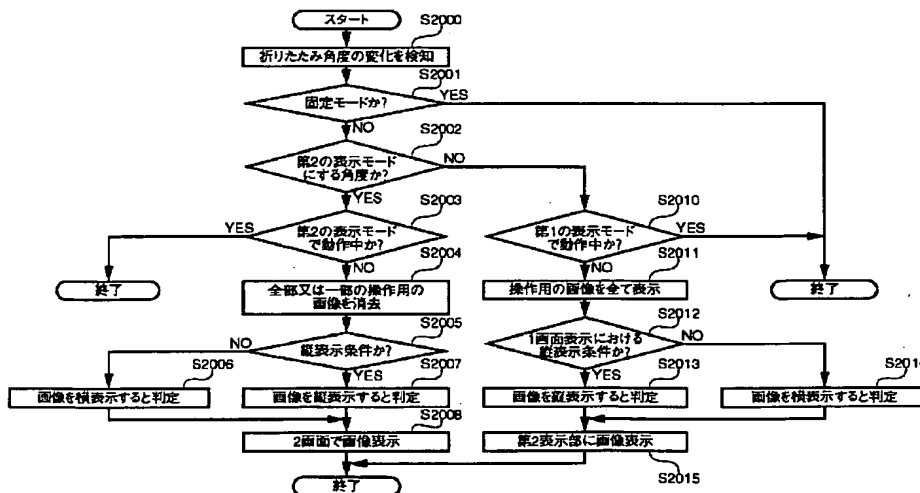 スタート
S2000
折りたたみ角度の変化を検知
S2001
固定モードか?
YES
NO
S2002
第2の表示モード
にする角度か?
NO
YES
S2003
第2の表示モード
で動作中か?
YES
NO
S2010
第1の表示モード
で動作中か?
YES
NO
終了
S2004
全部又は一部の操作用の
画像を消去
S2011
操作用の画像を全て表示
終了
S2005
縦表示条件か?
NO
YES
S2012
1画面表示における
縦表示条件か?
NO
YES
S2006
画像を横表示すると判定
S2007
画像を縦表示すると判定
S2013
画像を縦表示すると判定
S2014
画像を横表示すると判定
S2008
2画面で画像表示
第2表示部に画像表示
S2015
終了